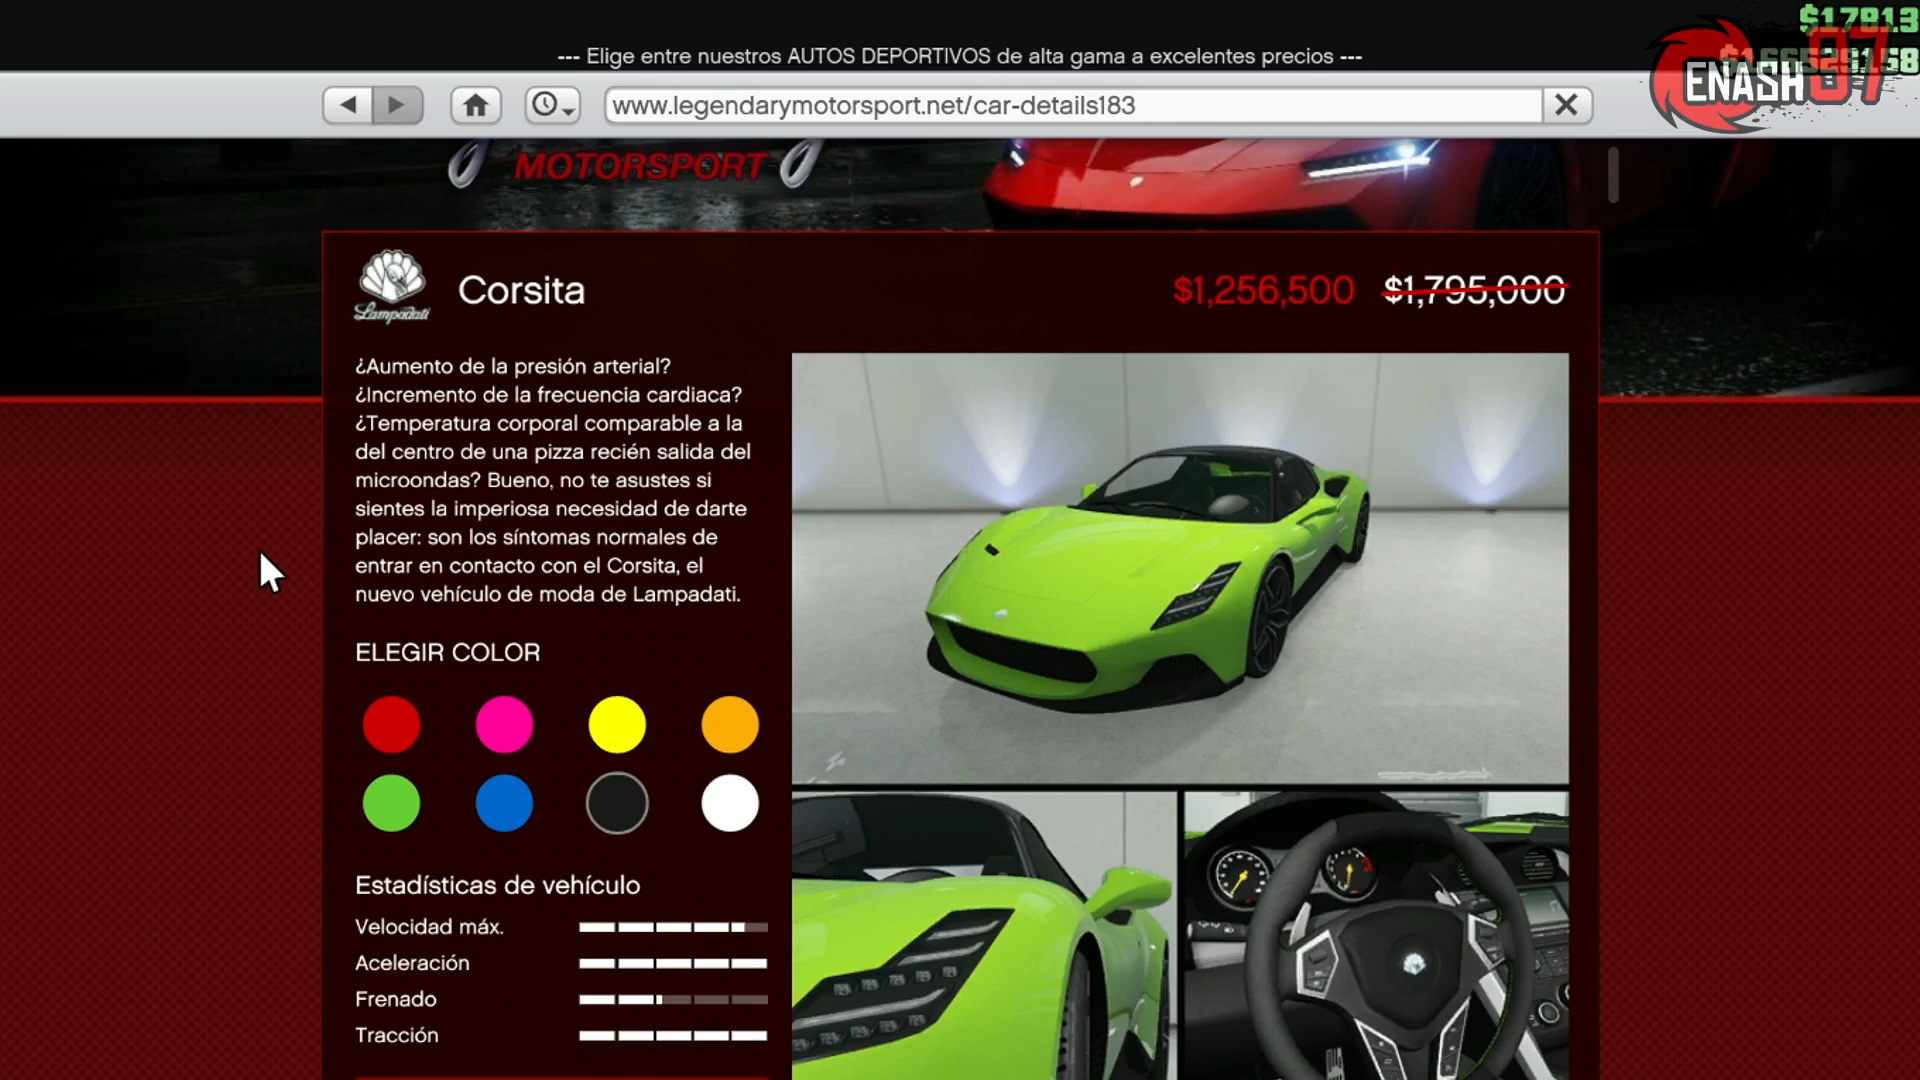 $17813
--- Elige entre nuestros AUTOS DEPORTIVOS de alta gama a excelentes precios ---
ENASH07
www.legendarymotorsport.net/car-details183
MOTORSPORT
Lampadati
Corsita
$1,256,500 $1,795,000
¿Aumento de la presión arterial?
¿Incremento de la frecuencia cardiaca?
¿Temperatura corporal comparable a la
del centro de una pizza recién salida del
microondas? Bueno, no te asustes si
sientes la imperiosa necesidad de darte
placer: son los síntomas normales de
entrar en contacto con el Corsita, el
nuevo vehículo de moda de Lampadati.
ELEGIR COLOR
Estadísticas de vehículo
Velocidad máx.
Aceleración
Frenado
Tracción